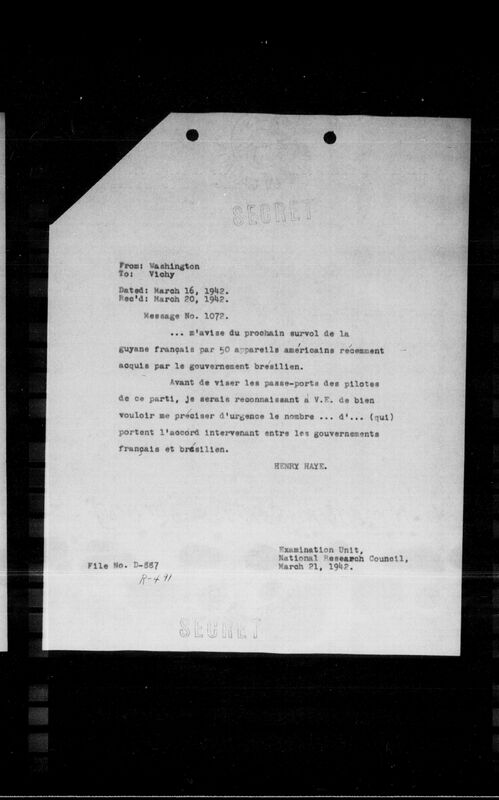 SECRET
From: Washington
To: Vichy
Dated: March 16, 1942.
Rec'd: March 20, 1942.
Message No. 1072.
... m'avise du prochain survol de la
guyane français par 50 appareils américains récemment
acquis par le gouvernement bresilien.
Avant de viser les passe-ports des pilotes
de ce parti, je serais reconnaissant à V.E. de bien
vouloir me préciser d'urgence le nombre ... d'... (qui)
portent l'accord intervenant entre les gouvernements
français et brésilien.
HENRY HAYE.
Examination Unit,
National Research Council,
March 21, 1942.
File No. D-887
R-491
SECRET